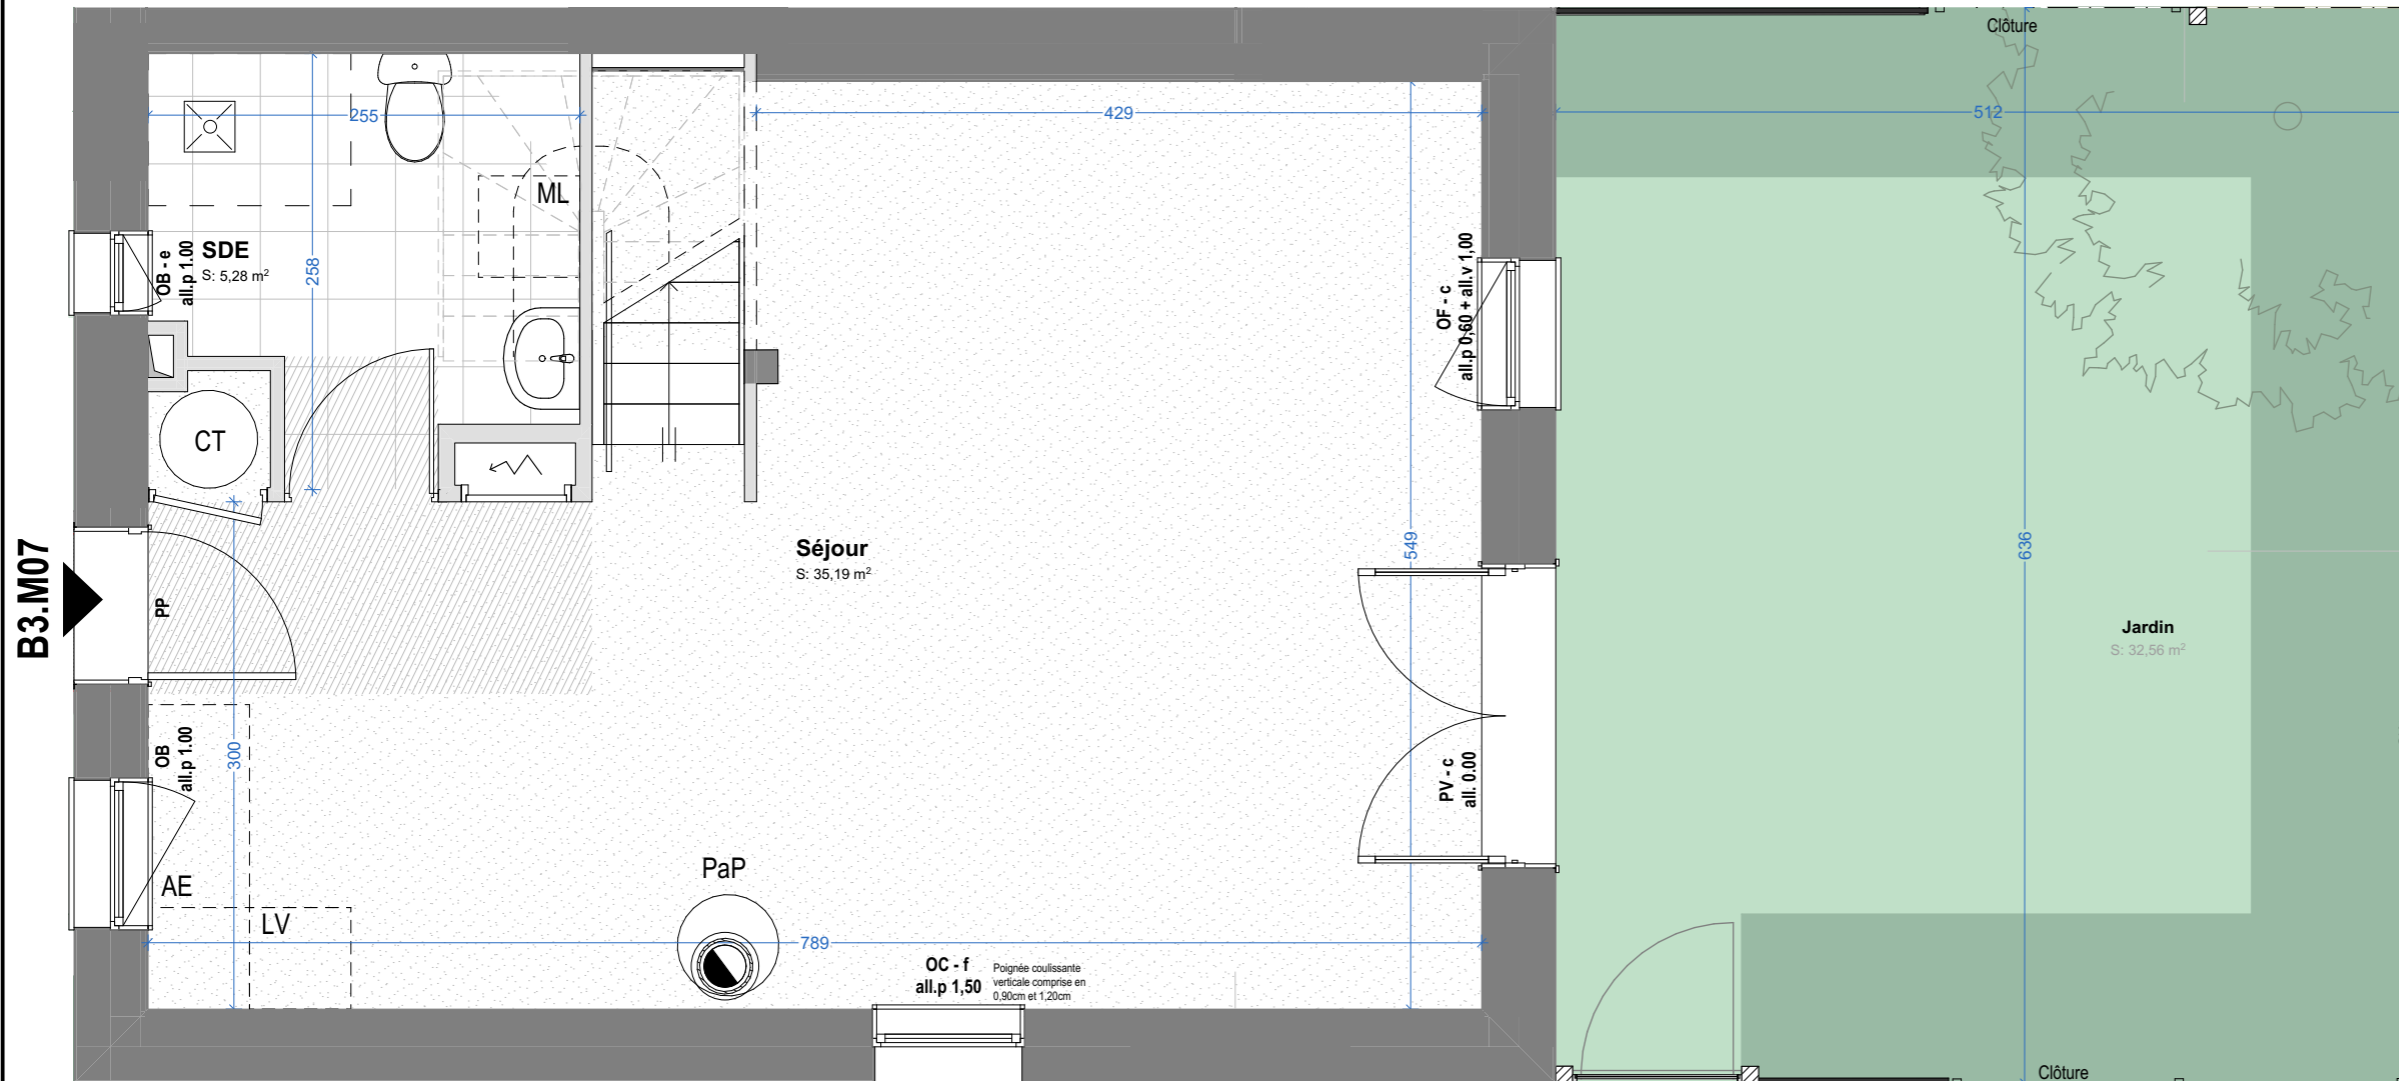 Clôture
255
429
512
ML
OB - e
all.p 1.00
SDE
S: 5,28 m²
258
OF - c
all.p 0,60 + all.v 1,00
CT
B3.M07
PP
Séjour
S: 35,19 m²
549
636
Jardin
S: 32,56 m²
OB
all.p 1.00
300
PV - c
all. 0.00
AE
LV
PaP
789
OC - f
all.p 1,50
Poignée coulissante
verticale comprise en
0,90cm et 1,20cm
Clôture